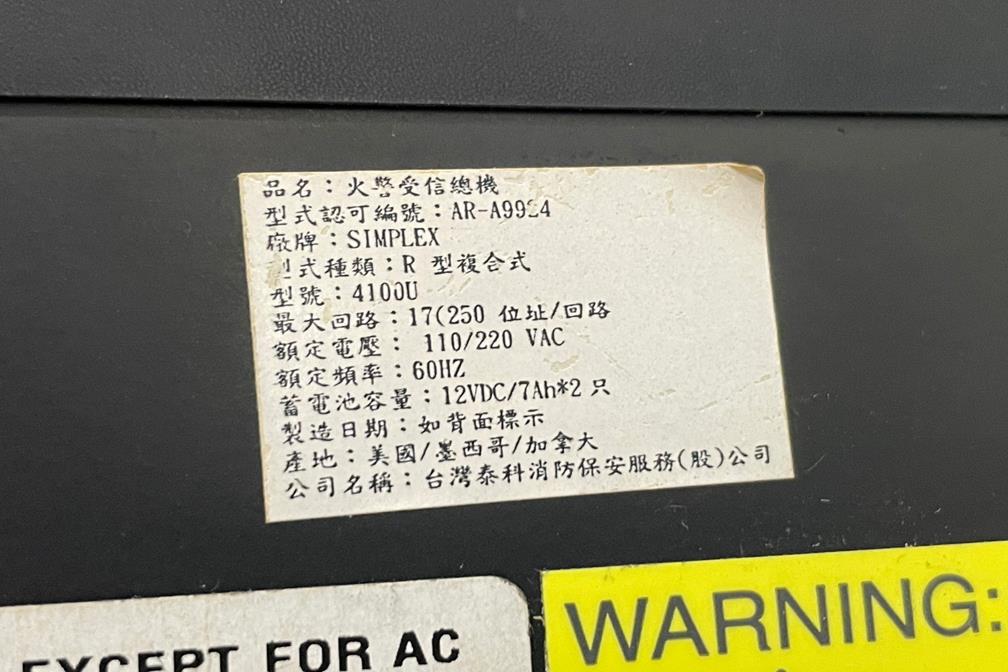 品名：火警受信總機
型式認可編號：
廠牌：SIMPLEX
型式種類：R 型複合式
型號：4100U
最大回路：17(250 位址/回路
額定電壓： 110/220 VAC
額定頻率：60HZ
蓄電池容量：12VDC/7Ah*2 只
製造日期：如背面標示
產地：美國/墨西哥/加拿大
公司名稱：台灣泰科消防保安服務(股)公司
EXCEPT FOR AC
WARNING: